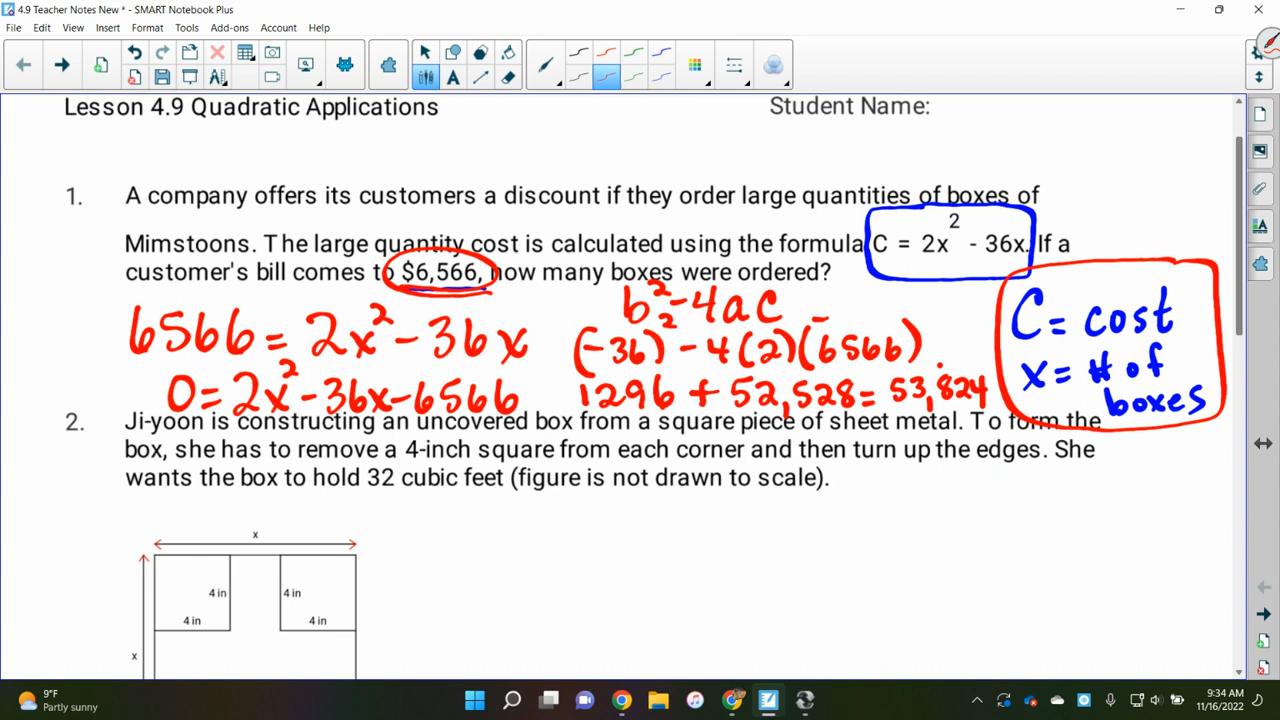 4.9 Teacher Notes New * - SMART Notebook Plus
File Edit View Insert Format Tools Add-ons Account Help
Lesson 4.9 Quadratic Applications Student Name:
1. A company offers its customers a discount if they order large quantities of boxes of
Mimstoons. The large quantity cost is calculated using the formula C = 2x² - 36x. If a
customer's bill comes to $6,566, how many boxes were ordered?
b² - 4ac
6566 = 2x² - 36x
(-36)² - 4(2)(-6566)
0 = 2x² - 36x - 6566
1296 + 52,528 = 53,824
C = cost
x = # of
boxes
2. Ji-yoon is constructing an uncovered box from a square piece of sheet metal. To form the
box, she has to remove a 4-inch square from each corner and then turn up the edges. She
wants the box to hold 32 cubic feet (figure is not drawn to scale).
x
4 in 4 in
4 in 4 in
x
9°F
Partly sunny
9:34 AM
11/16/2022